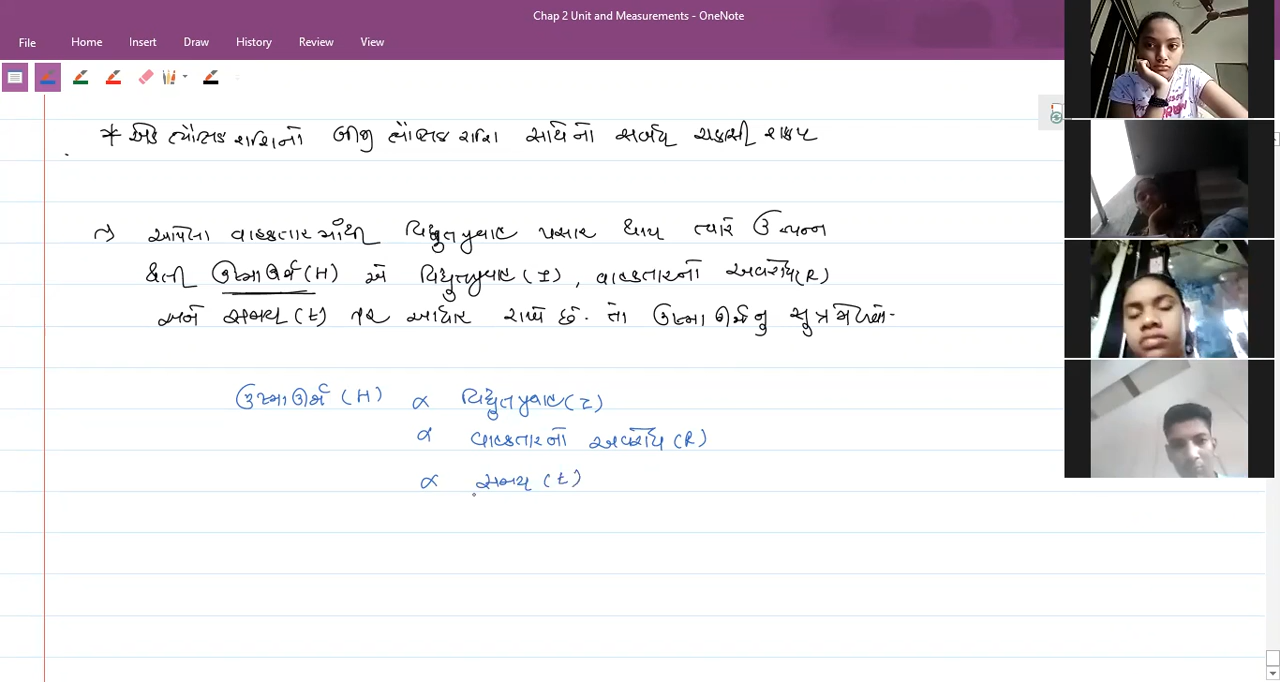 Chap 2 Unit and Measurements - OneNote
File Home Insert Draw History Review View
* એક ભૌતિક રાશિનો બીજી ભૌતિક રાશિ સાથેનો સંબંધ ચકાસી શકાય
→ આપેલા વાહકતારમાંથી વિદ્યુતપ્રવાહ પસાર થાય ત્યારે ઉત્પન્ન
થતી ઉષ્માઊર્જા (H) એ વિદ્યુતપ્રવાહ (I), વાહકતારનો અવરોધ (R)
અને સમય (t) પર આધાર રાખે છે. તો ઉષ્માઊર્જાનુ સુત્ર મેળવો.
ઉષ્માઊર્જા (H) ∝ વિદ્યુતપ્રવાહ (I)
∝ વાહકતારનો અવરોધ (R)
∝ સમય (t)